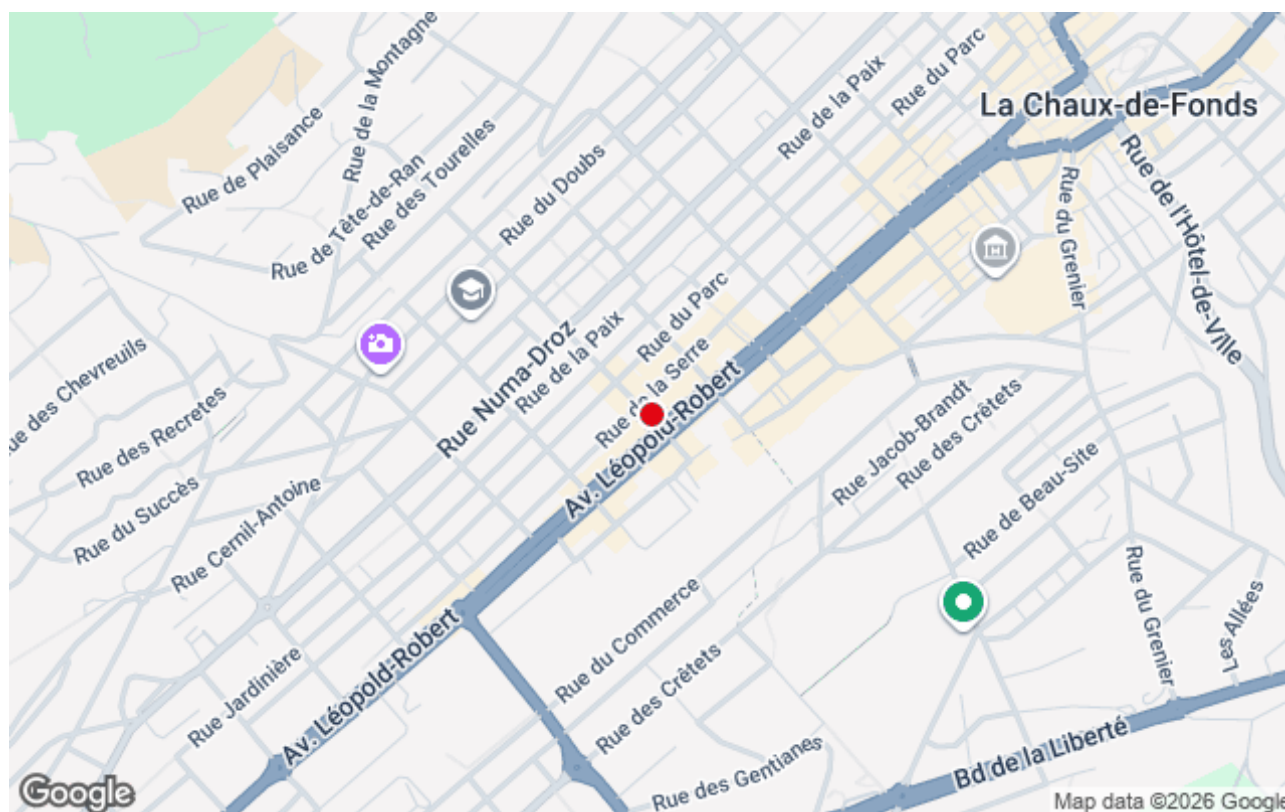 Rue de la Montagne
Rue de la Paix
Rue du Parc
La Chaux-de-Fonds
Rue de Plaisance
Rue des Tourelles
Rue du Doubs
Rue de Tête-de-Ran
Rue du Grenier
Rue de l'Hôtel-de-Ville
Rue du Parc
Rue de la Paix
Rue de la Serre
Rue Numa-Droz
ue des Chevreuils
Rue des Recretes
Rue du Succès
Rue Cernil-Antoine
Av. Léopold-Robert
Rue Jacob-Brandt
Rue des Crêtets
Rue de Beau-Site
Rue du Grenier
Les Allées
Rue du Commerce
Rue des Crêtets
Rue Jardinière
Av. Léopold-Robert
Rue des Gentianes
Bd de la Liberté
Google
Map data ©2026 Google